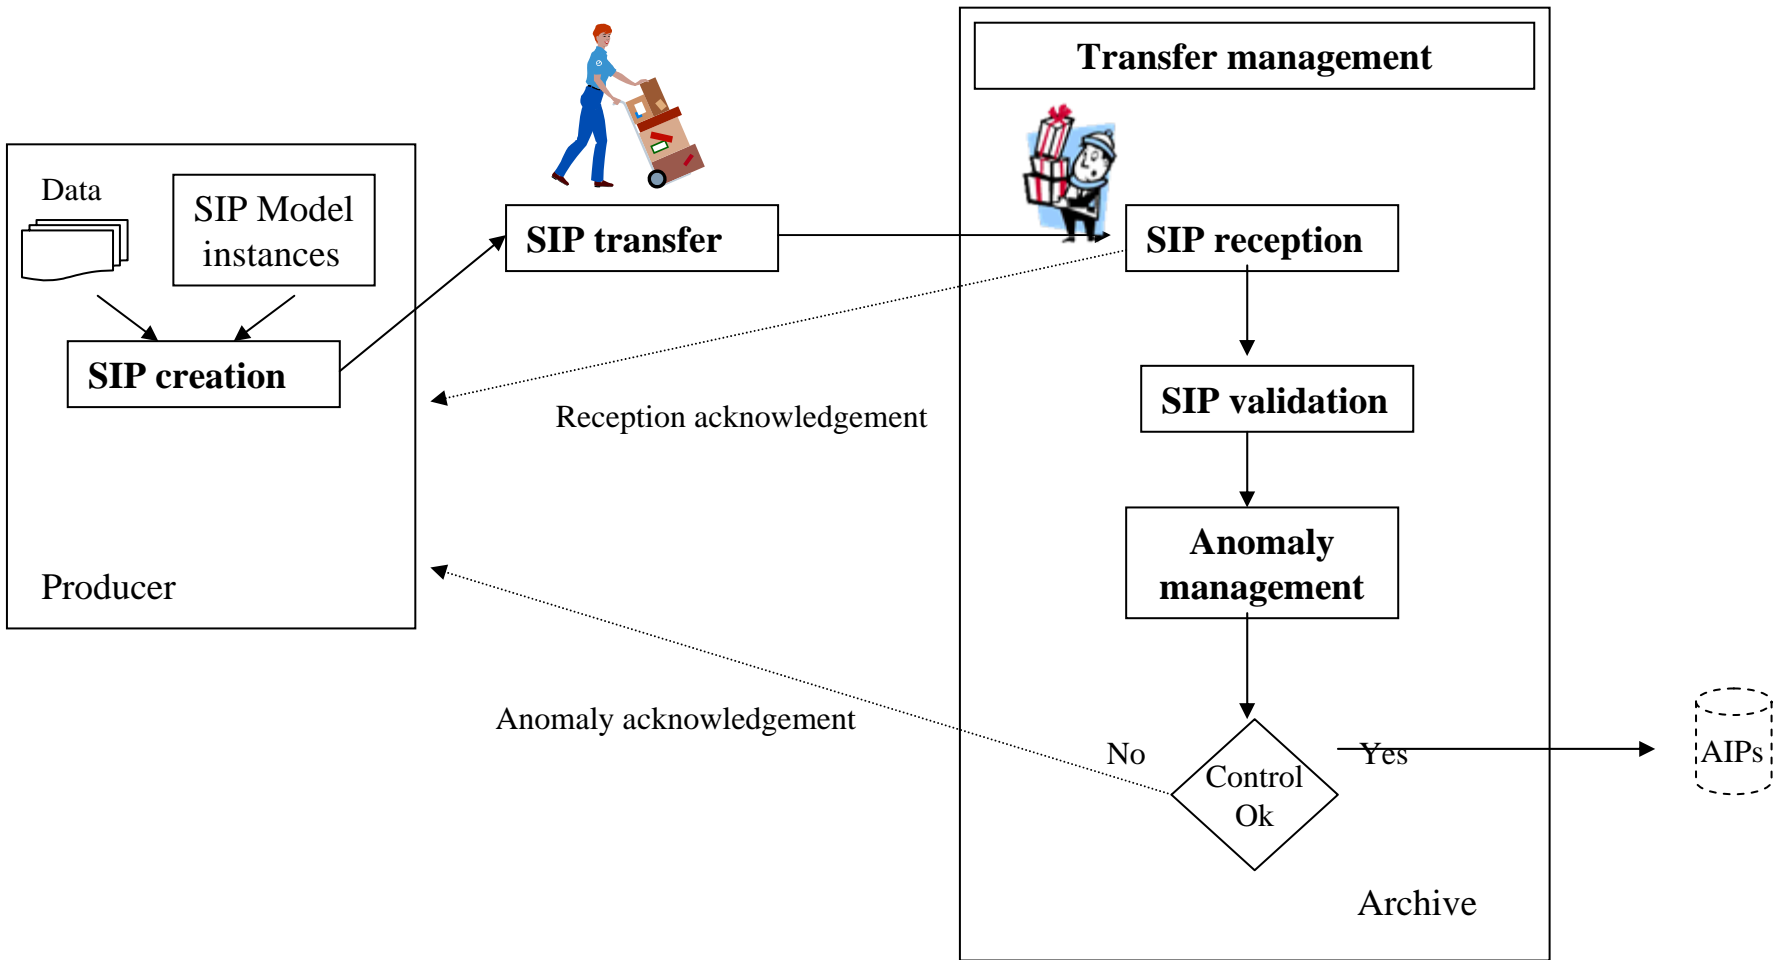 Transfer management
Data
SIP Model
instances
SIP transfer
SIP reception
SIP creation
SIP validation
Reception acknowledgement
Anomaly
management
Producer
Anomaly acknowledgement
No
Yes
AIPs
Control
Ok
Archive